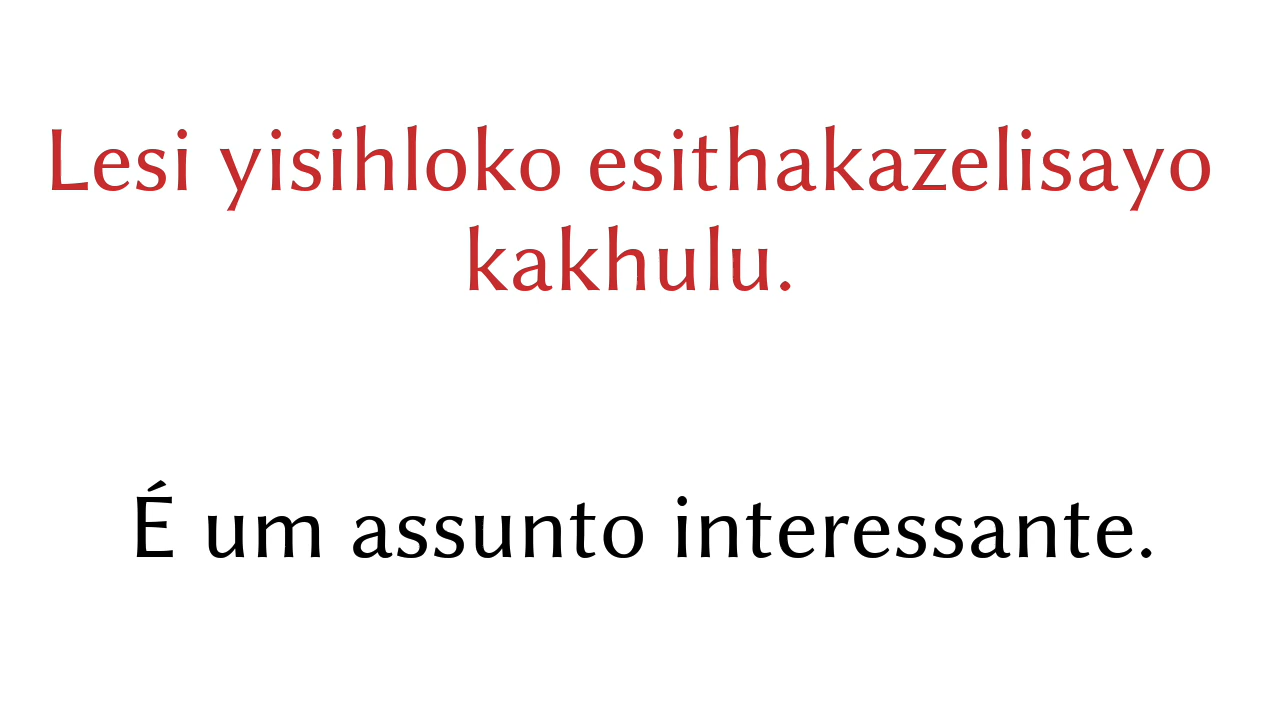 Lesi yisihloko esithakazelisayo
kakhulu.
É um assunto interessante.